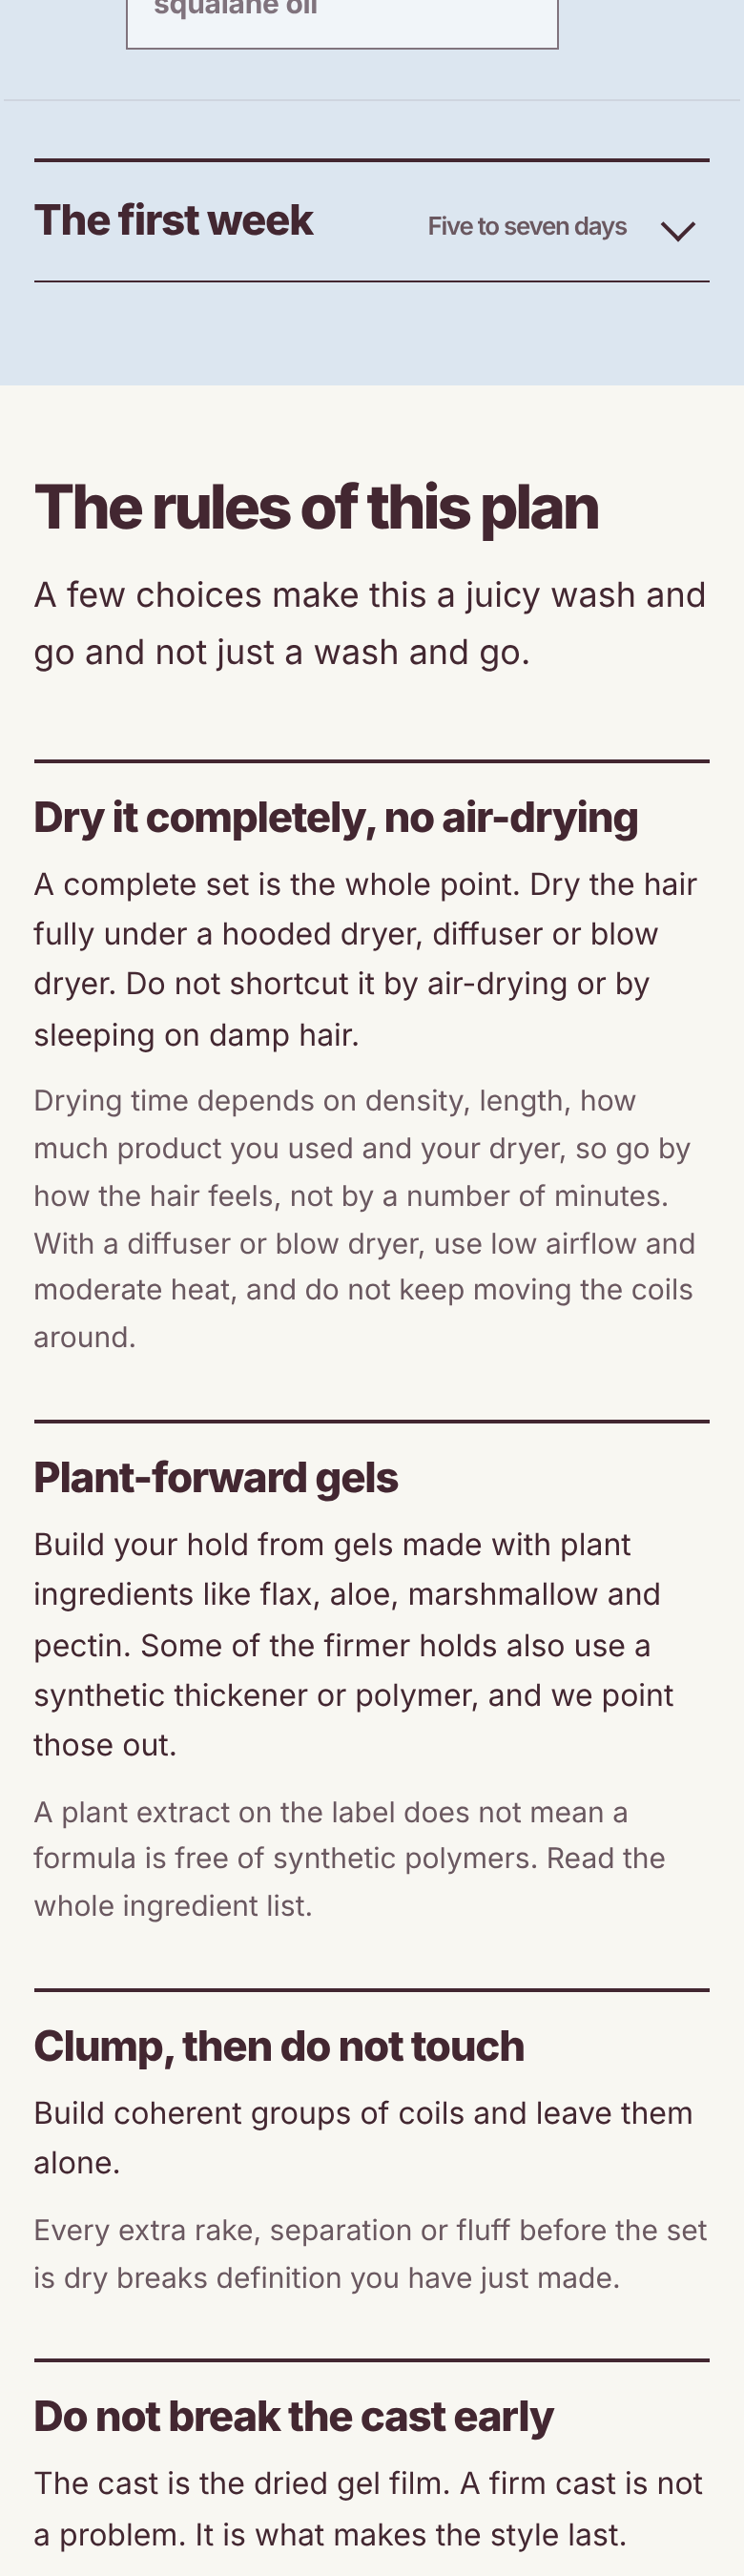 squalane oil
The first week
Five to seven days
The rules of this plan
A few choices make this a juicy wash and
go and not just a wash and go.
Dry it completely, no air-drying
A complete set is the whole point. Dry the hair
fully under a hooded dryer, diffuser or blow
dryer. Do not shortcut it by air-drying or by
sleeping on damp hair.
Drying time depends on density, length, how
much product you used and your dryer, so go by
how the hair feels, not by a number of minutes.
With a diffuser or blow dryer, use low airflow and
moderate heat, and do not keep moving the coils
around.
Plant-forward gels
Build your hold from gels made with plant
ingredients like flax, aloe, marshmallow and
pectin. Some of the firmer holds also use a
synthetic thickener or polymer, and we point
those out.
A plant extract on the label does not mean a
formula is free of synthetic polymers. Read the
whole ingredient list.
Clump, then do not touch
Build coherent groups of coils and leave them
alone.
Every extra rake, separation or fluff before the set
is dry breaks definition you have just made.
Do not break the cast early
The cast is the dried gel film. A firm cast is not
a problem. It is what makes the style last.